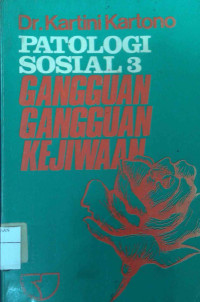 Dr. Kartini Kartono
PATOLOGI
SOSIAL 3
GANGGUAN
GANGGUAN
KEJIWAAN